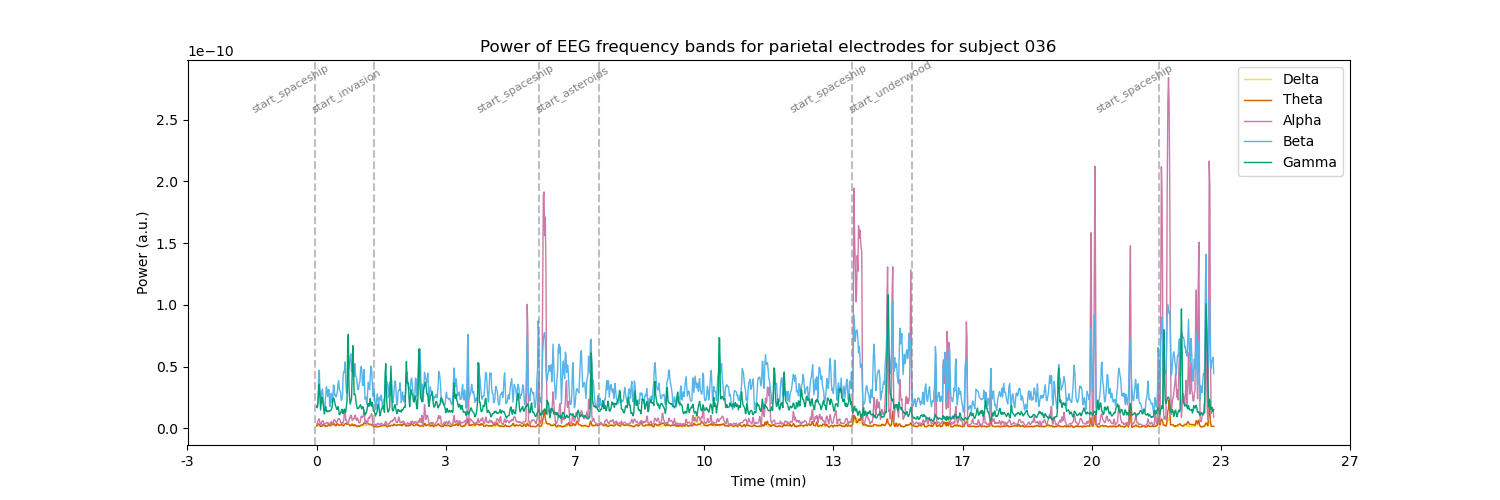 Power of EEG frequency bands for parietal electrodes for subject 036
1e−10
start_spaceship
start_invasion
start_spaceship
start_asteroids
start_spaceship
start_underwood
start_spaceship
Delta
Theta
Alpha
Beta
Gamma
2.5
2.0
1.5
1.0
0.5
0.0
Power (a.u.)
-3
0
3
7
10
13
17
20
23
27
Time (min)